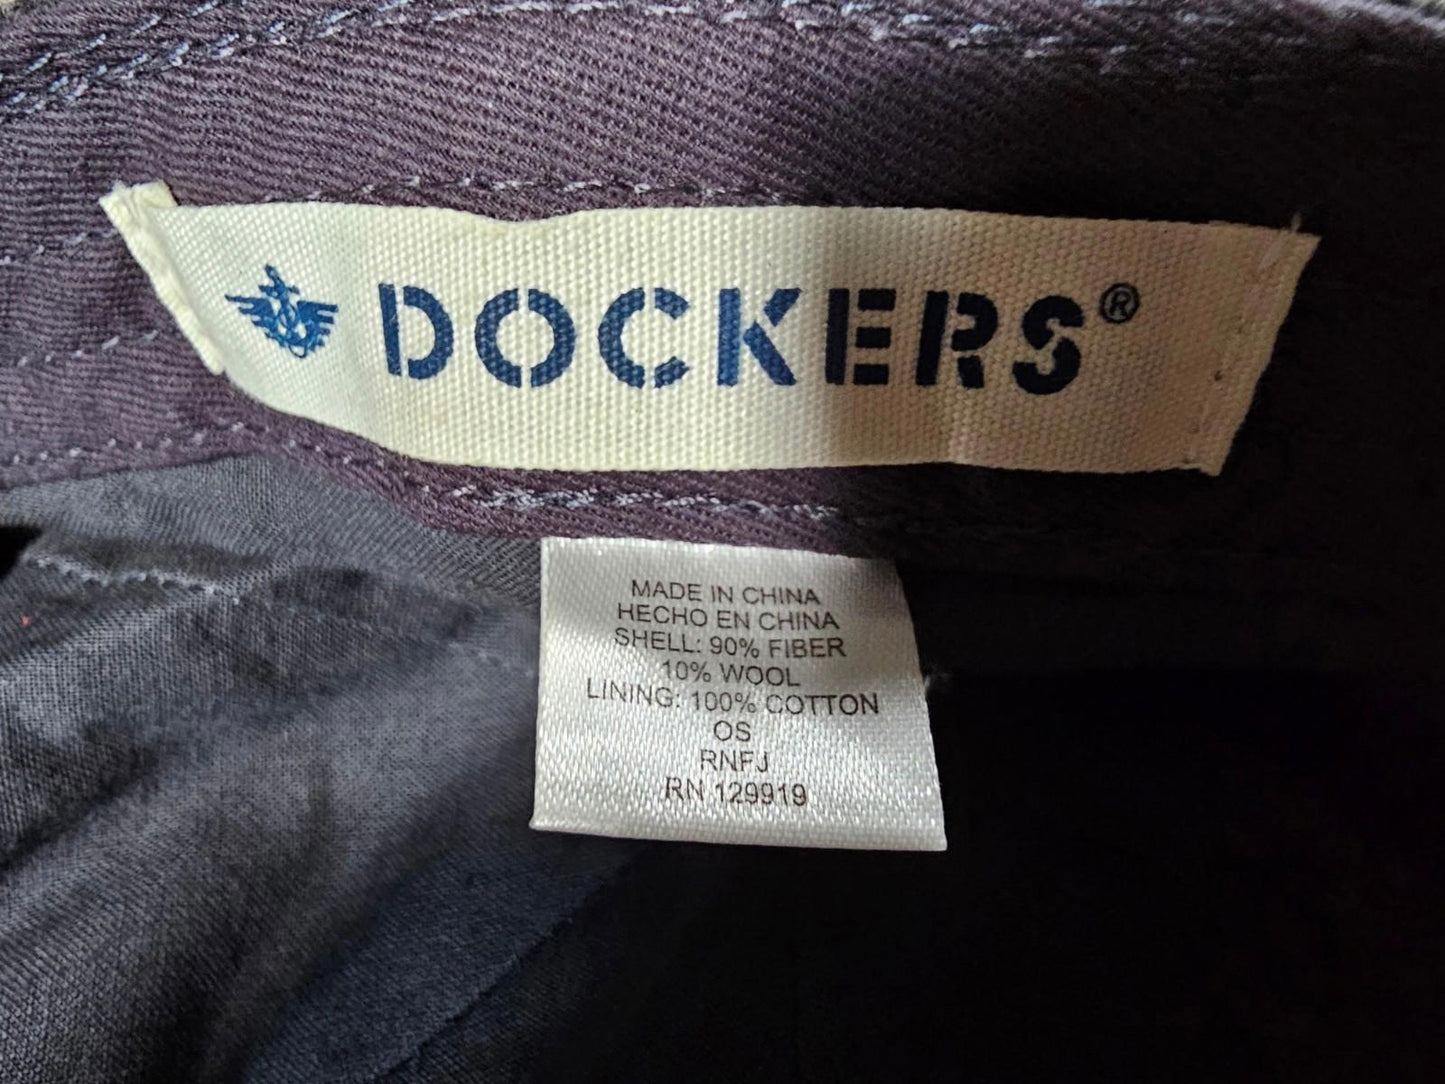 DOCKERS®
MADE IN CHINA
HECHO EN CHINA
SHELL: 90% FIBER
10% WOOL
LINING: 100% COTTON
OS
RNFJ
RN 129919